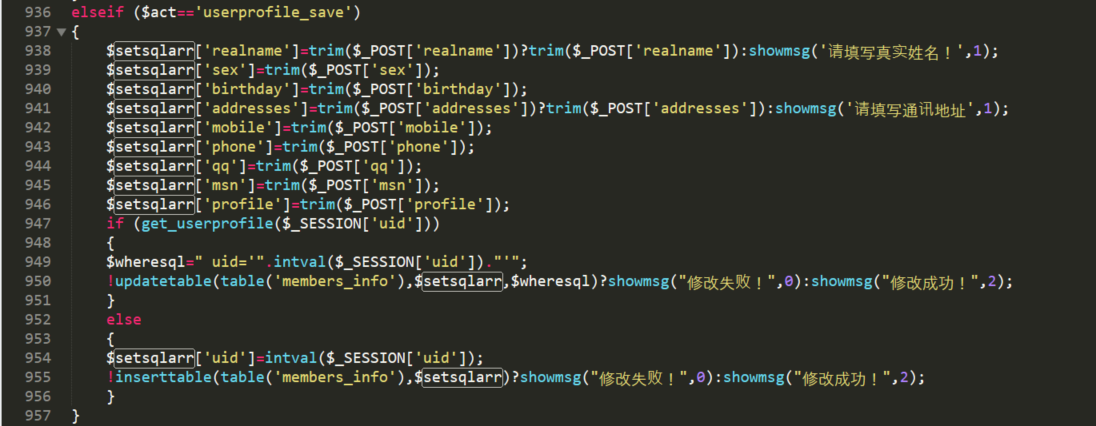 936 elseif ($act=='userprofile_save')
937 {
938 $setsqlarr['realname']=trim($_POST['realname'])?trim($_POST['realname']):showmsg('请填写真实姓名！',1);
939 $setsqlarr['sex']=trim($_POST['sex']);
940 $setsqlarr['birthday']=trim($_POST['birthday']);
941 $setsqlarr['addresses']=trim($_POST['addresses'])?trim($_POST['addresses']):showmsg('请填写通讯地址',1);
942 $setsqlarr['mobile']=trim($_POST['mobile']);
943 $setsqlarr['phone']=trim($_POST['phone']);
944 $setsqlarr['qq']=trim($_POST['qq']);
945 $setsqlarr['msn']=trim($_POST['msn']);
946 $setsqlarr['profile']=trim($_POST['profile']);
947 if (get_userprofile($_SESSION['uid']))
948 {
949 $wheresql=" uid='".intval($_SESSION['uid'])."'";
950 !updatetable(table('members_info'),$setsqlarr,$wheresql)?showmsg("修改失败！",0):showmsg("修改成功！",2);
951 }
952 else
953 {
954 $setsqlarr['uid']=intval($_SESSION['uid']);
955 !inserttable(table('members_info'),$setsqlarr)?showmsg("修改失败！",0):showmsg("修改成功！",2);
956 }
957 }